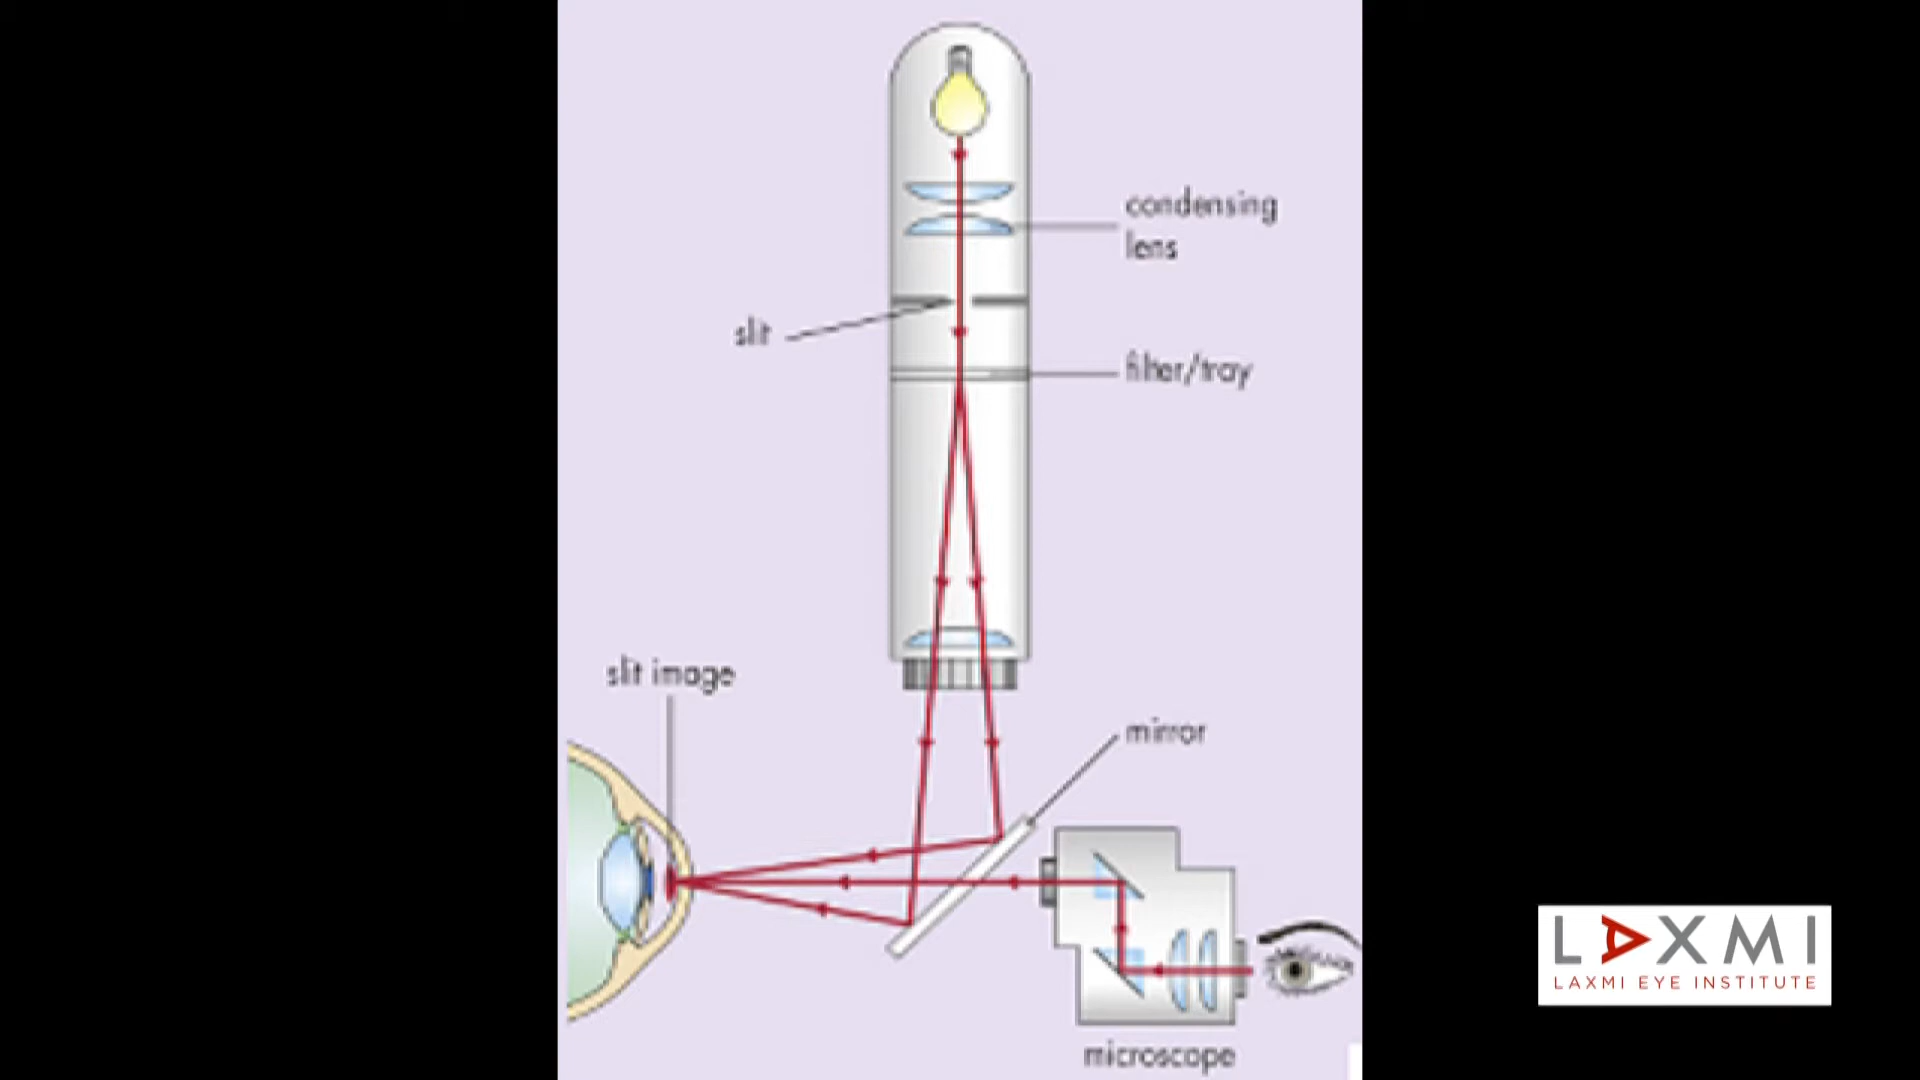 condensing
lens
slit
filter/tray
slit image
mirror
microscope
LAXMI
LAXMI EYE INSTITUTE